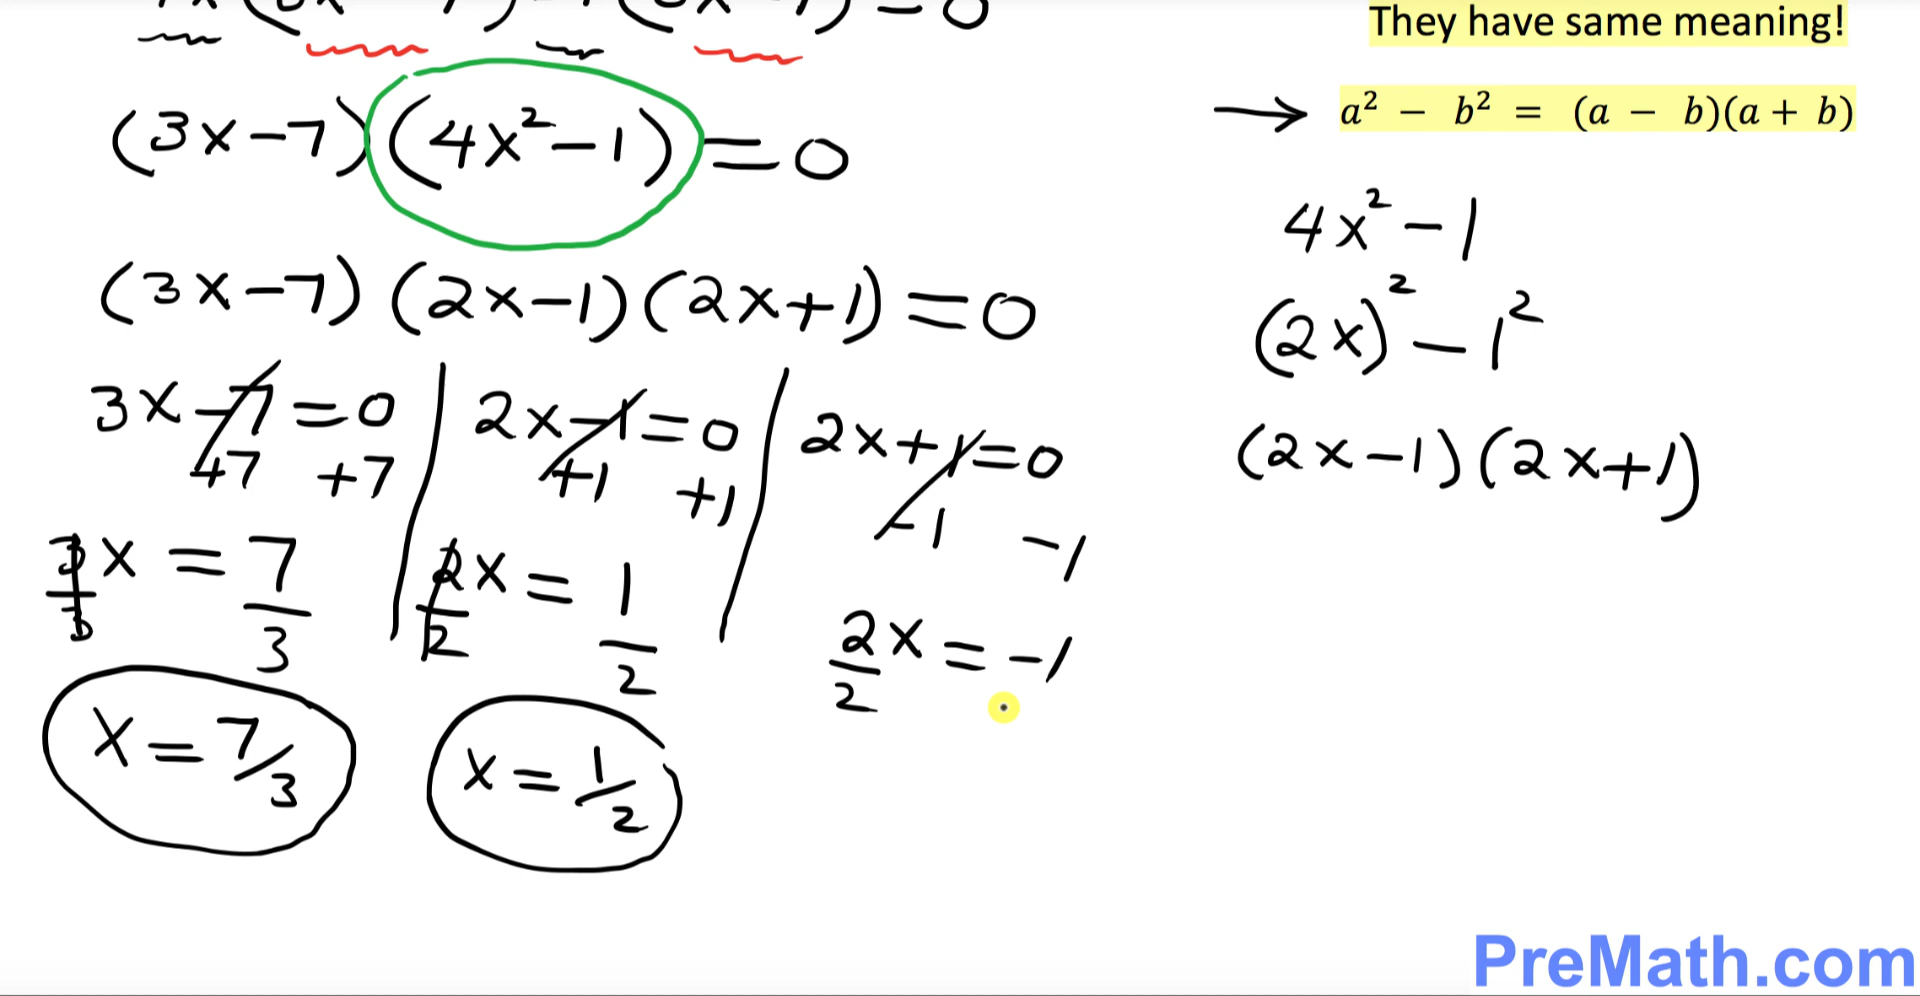 (3x-7)(4x²-1)=0
(3x-7)(2x-1)(2x+1)=0
3x-7=0
+7 +7
3x = 7
3 3
x = 7/3
2x-1=0
+1 +1
2x = 1
2 2
x = 1/2
2x+1=0
-1 -1
2x = -1
2
They have same meaning!
→ a² - b² = (a - b)(a + b)
4x²-1
(2x)²-1²
(2x-1)(2x+1)
PreMath.com